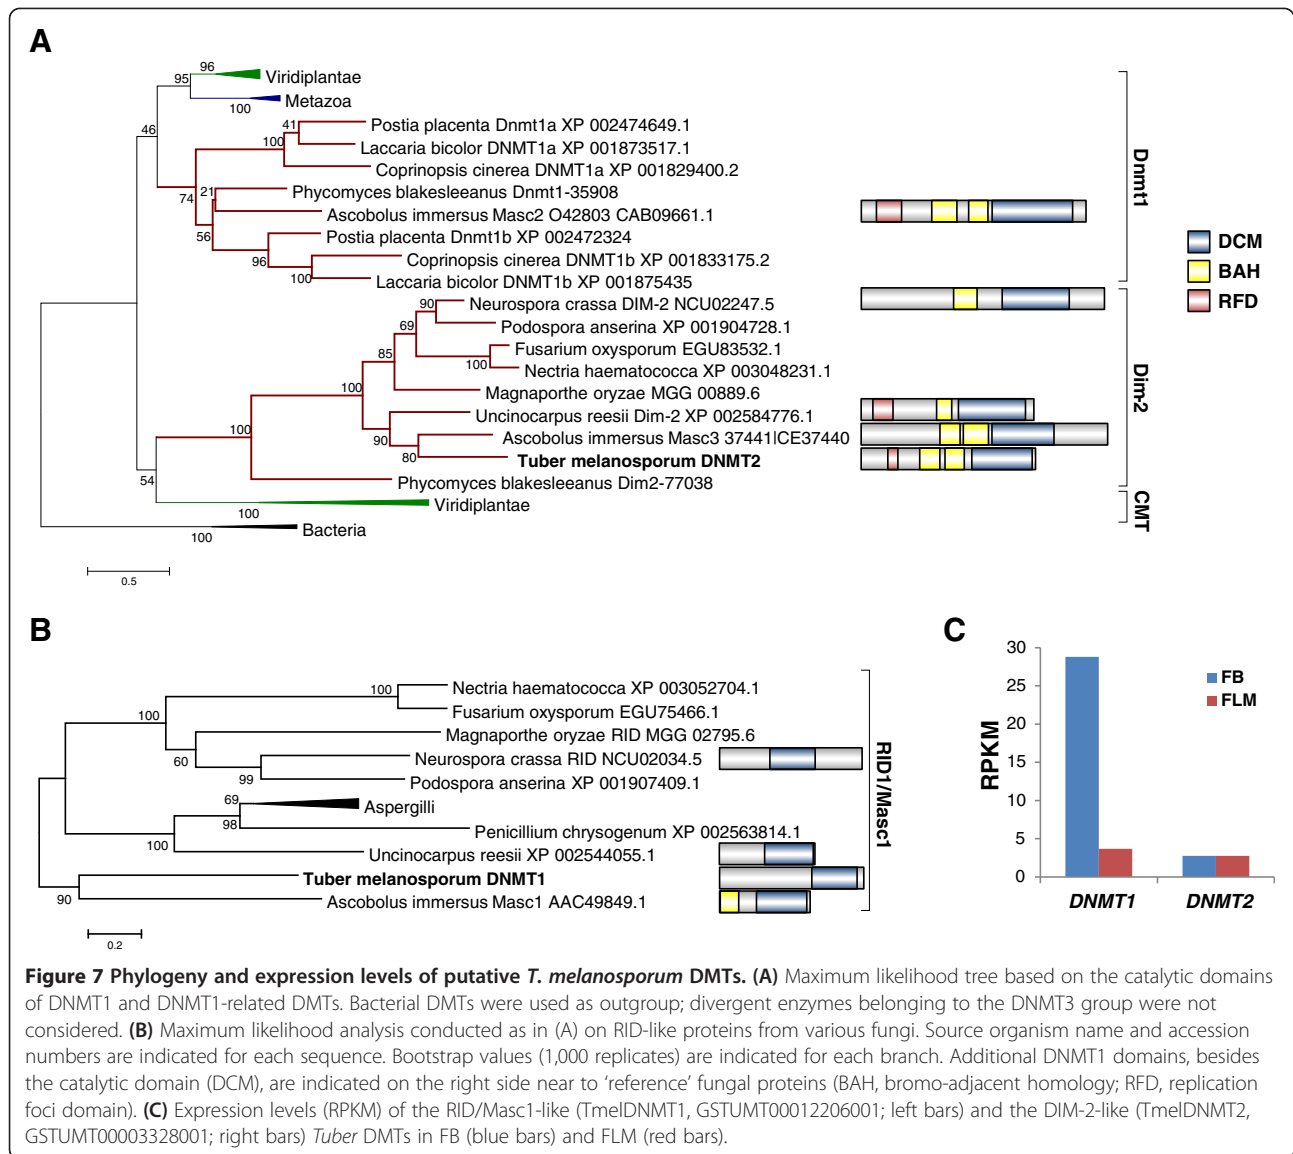 A
96
95
Viridiplantae
100
Metazoa
46
41
Postia placenta Dnmt1a XP 002474649.1
100
Laccaria bicolor DNMT1a XP 001873517.1
Coprinopsis cinerea DNMT1a XP 001829400.2
74
21
Phycomyces blakesleeanus Dnmt1-35908
Ascobolus immersus Masc2 O42803 CAB09661.1
56
Postia placenta Dnmt1b XP 002472324
96
Coprinopsis cinerea DNMT1b XP 001833175.2
100
Laccaria bicolor DNMT1b XP 001875435
Dnmt1
DCM
BAH
RFD
90
Neurospora crassa DIM-2 NCU02247.5
69
Podospora anserina XP 001904728.1
85
Fusarium oxysporum EGU83532.1
100
Nectria haematococca XP 003048231.1
100
Magnaporthe oryzae MGG 00889.6
Uncinocarpus reesii Dim-2 XP 002584776.1
100
90
Ascobolus immersus Masc3 37441|CE37440
80
Tuber melanosporum DNMT2
Phycomyces blakesleeanus Dim2-77038
Dim-2
54
100
Viridiplantae
CMT
100
Bacteria
0.5
B
100
Nectria haematococca XP 003052704.1
100
Fusarium oxysporum EGU75466.1
Magnaporthe oryzae RID MGG 02795.6
60
Neurospora crassa RID NCU02034.5
99
Podospora anserina XP 001907409.1
69
Aspergilli
98
Penicillium chrysogenum XP 002563814.1
100
Uncinocarpus reesii XP 002544055.1
Tuber melanosporum DNMT1
90
Ascobolus immersus Masc1 AAC49849.1
RID1/Masc1
0.2
C
RPKM
30
25
20
15
10
5
0
FB
FLM
DNMT1 DNMT2
Figure 7 Phylogeny and expression levels of putative T. melanosporum DMTs. (A) Maximum likelihood tree based on the catalytic domains
of DNMT1 and DNMT1-related DMTs. Bacterial DMTs were used as outgroup; divergent enzymes belonging to the DNMT3 group were not
considered. (B) Maximum likelihood analysis conducted as in (A) on RID-like proteins from various fungi. Source organism name and accession
numbers are indicated for each sequence. Bootstrap values (1,000 replicates) are indicated for each branch. Additional DNMT1 domains, besides
the catalytic domain (DCM), are indicated on the right side near to 'reference' fungal proteins (BAH, bromo-adjacent homology; RFD, replication
foci domain). (C) Expression levels (RPKM) of the RID/Masc1-like (TmelDNMT1, GSTUMT00012206001; left bars) and the DIM-2-like (TmelDNMT2,
GSTUMT00003328001; right bars) Tuber DMTs in FB (blue bars) and FLM (red bars).